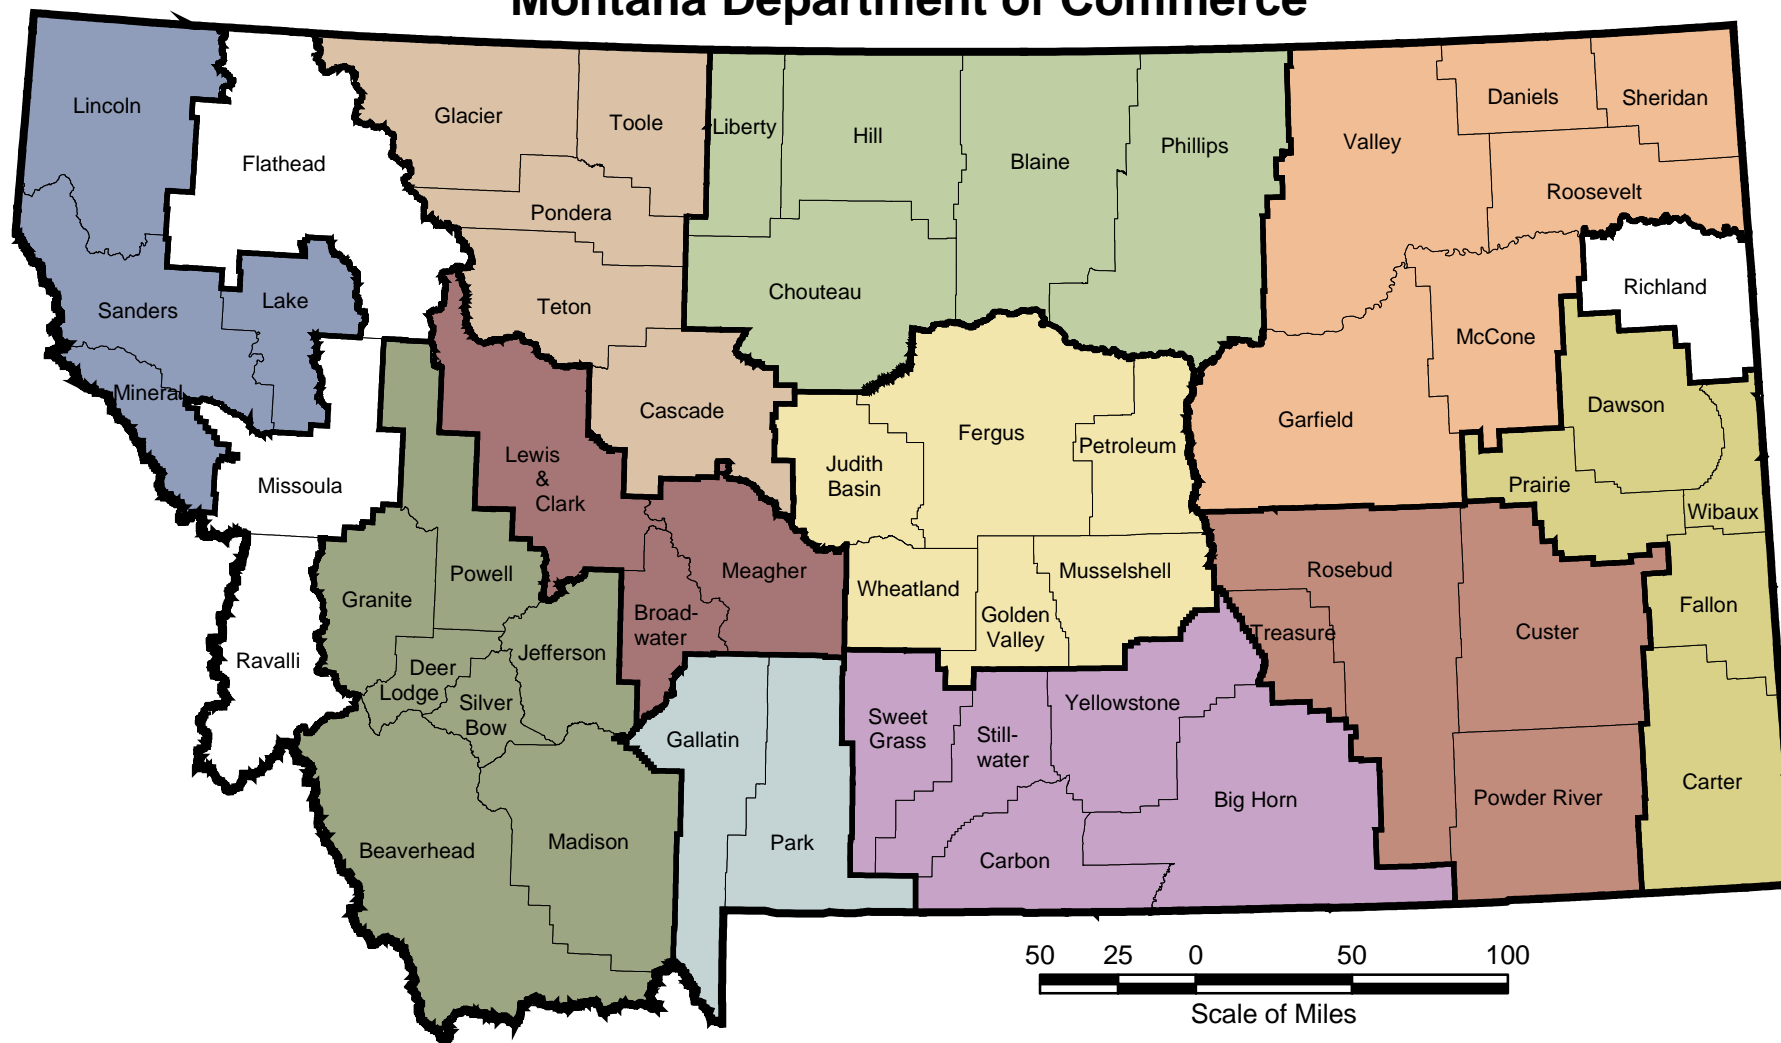 Montana Department of Commerce
Lincoln
Flathead
Glacier
Toole
Liberty
Hill
Blaine
Phillips
Valley
Daniels
Sheridan
Roosevelt
Pondera
Richland
Sanders
Lake
Teton
Chouteau
McCone
Mineral
Cascade
Fergus
Petroleum
Garfield
Dawson
Missoula
Lewis
&
Clark
Judith
Basin
Prairie
Wibaux
Granite
Powell
Meagher
Wheatland
Musselshell
Golden
Valley
Rosebud
Treasure
Custer
Fallon
Broad-
water
Ravalli
Deer
Lodge
Jefferson
Silver
Bow
Gallatin
Sweet
Grass
Still-
water
Yellowstone
Big Horn
Powder River
Carter
Beaverhead
Madison
Park
Carbon
50 25 0 50 100
Scale of Miles